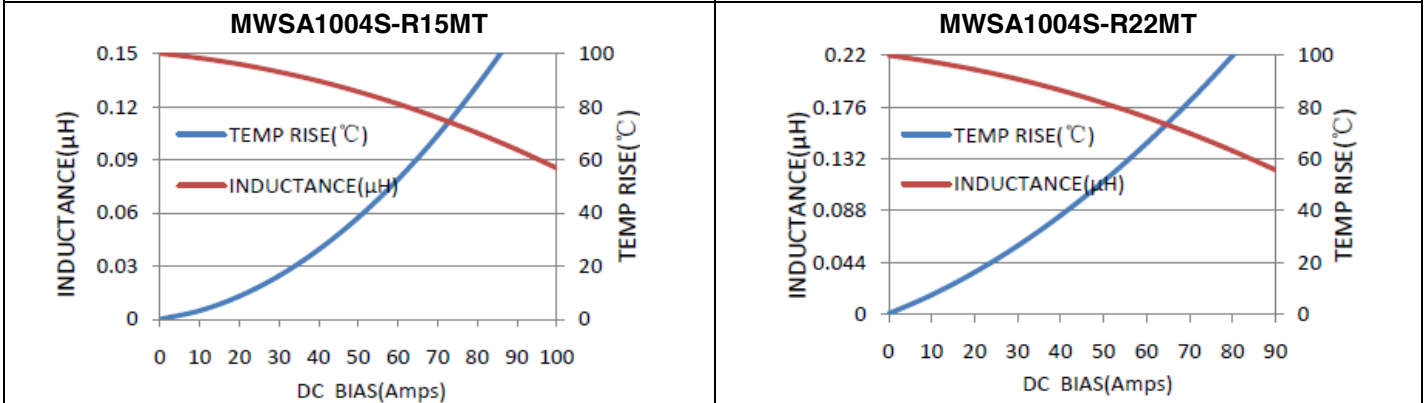 MWSA1004S-R15MT
0.15
0.12
0.09
0.06
0.03
0
INDUCTANCE(μH)
TEMP RISE(℃)
INDUCTANCE(μH)
100
80
60
40
20
0
TEMP RISE(℃)
0 10 20 30 40 50 60 70 80 90 100
DC BIAS(Amps)
MWSA1004S-R22MT
0.22
0.176
0.132
0.088
0.044
0
INDUCTANCE(μH)
TEMP RISE(℃)
INDUCTANCE(μH)
100
80
60
40
20
0
TEMP RISE(℃)
0 10 20 30 40 50 60 70 80 90
DC BIAS(Amps)